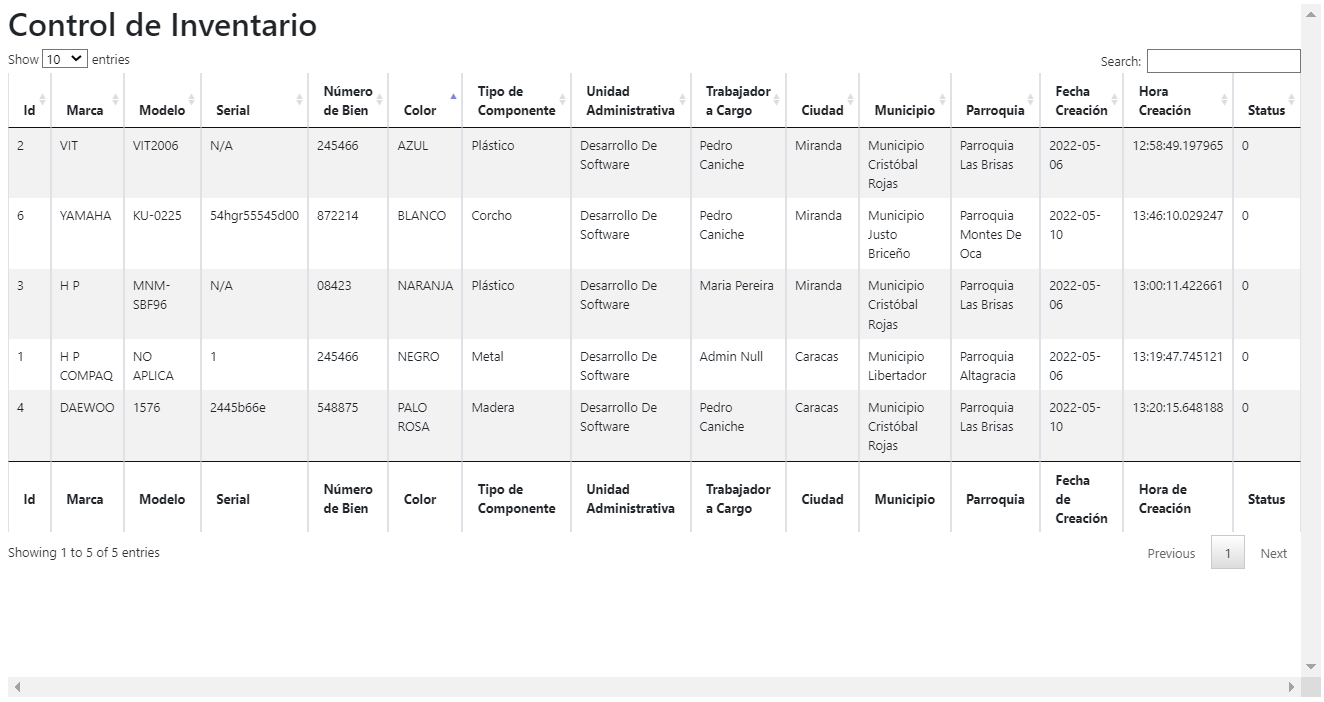 Control de Inventario
Show 10 entries
Search:
Id Marca Modelo Serial Número de Bien Color Tipo de Componente Unidad Administrativa Trabajador a Cargo Ciudad Municipio Parroquia Fecha Creación Hora Creación Status
2 VIT VIT2006 N/A 245466 AZUL Plástico Desarrollo De Software Pedro Caniche Miranda Municipio Cristóbal Rojas Parroquia Las Brisas 2022-05-06 12:58:49.197965 0
6 YAMAHA KU-0225 54hgr55545d00 872214 BLANCO Corcho Desarrollo De Software Pedro Caniche Miranda Municipio Justo Briceño Parroquia Montes De Oca 2022-05-10 13:46:10.029247 0
3 H P MNM-SBF96 N/A 08423 NARANJA Plástico Desarrollo De Software Maria Pereira Miranda Municipio Cristóbal Rojas Parroquia Las Brisas 2022-05-06 13:00:11.422661 0
1 H P COMPAQ NO APLICA 1 245466 NEGRO Metal Desarrollo De Software Admin Null Caracas Municipio Libertador Parroquia Altagracia 2022-05-06 13:19:47.745121 0
4 DAEWOO 1576 2445b66e 548875 PALO ROSA Madera Desarrollo De Software Pedro Caniche Caracas Municipio Cristóbal Rojas Parroquia Las Brisas 2022-05-10 13:20:15.648188 0
Id Marca Modelo Serial Número de Bien Color Tipo de Componente Unidad Administrativa Trabajador a Cargo Ciudad Municipio Parroquia Fecha de Creación Hora de Creación Status
Showing 1 to 5 of 5 entries
Previous 1 Next